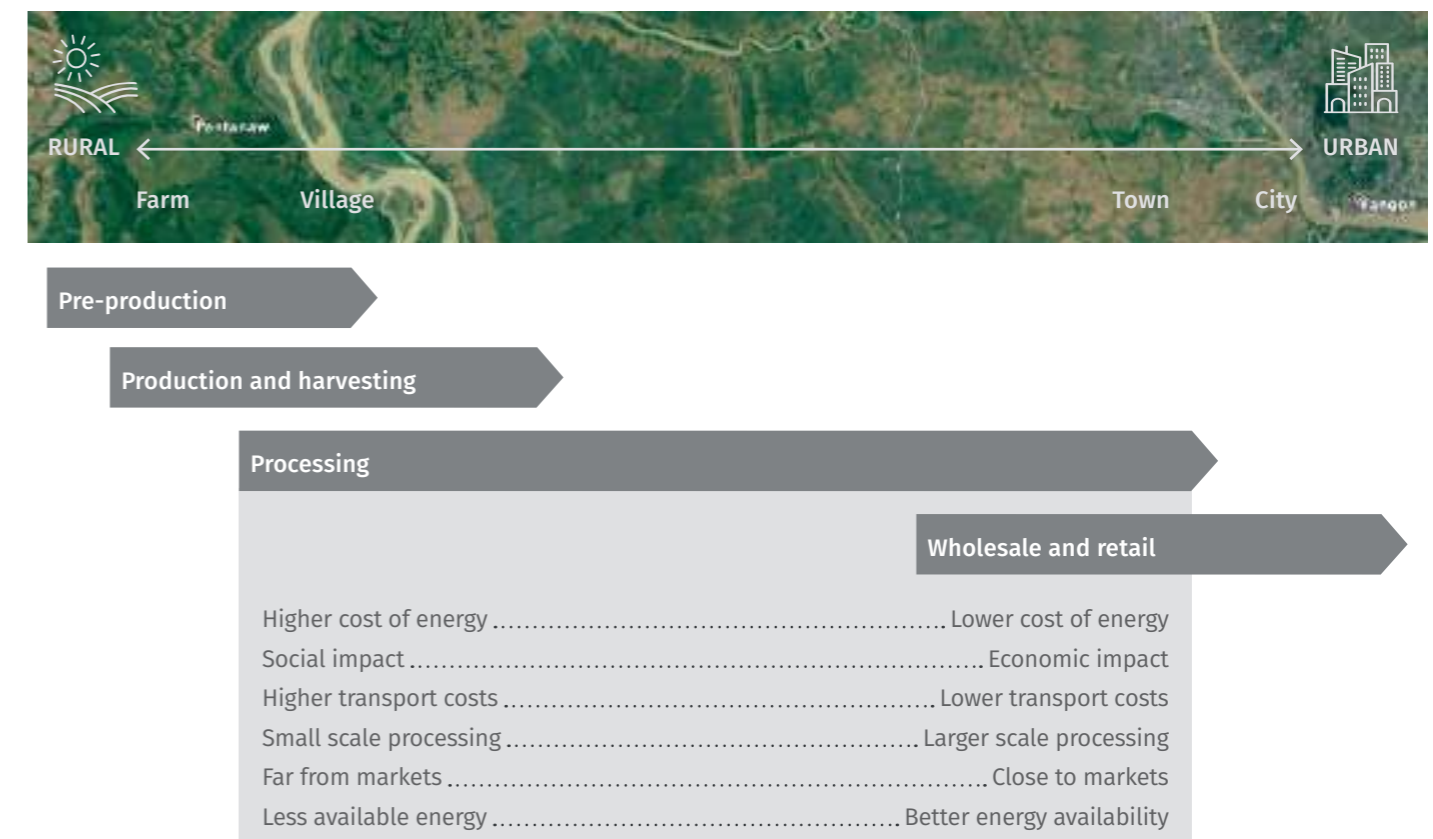 RURAL
URBAN
Farm
Village
Town
City
Pre-production
Production and harvesting
Processing
Wholesale and retail
Higher cost of energy ........ Lower cost of energy
Social impact ........ Economic impact
Higher transport costs ........ Lower transport costs
Small scale processing ........ Larger scale processing
Far from markets ........ Close to markets
Less available energy ........ Better energy availability